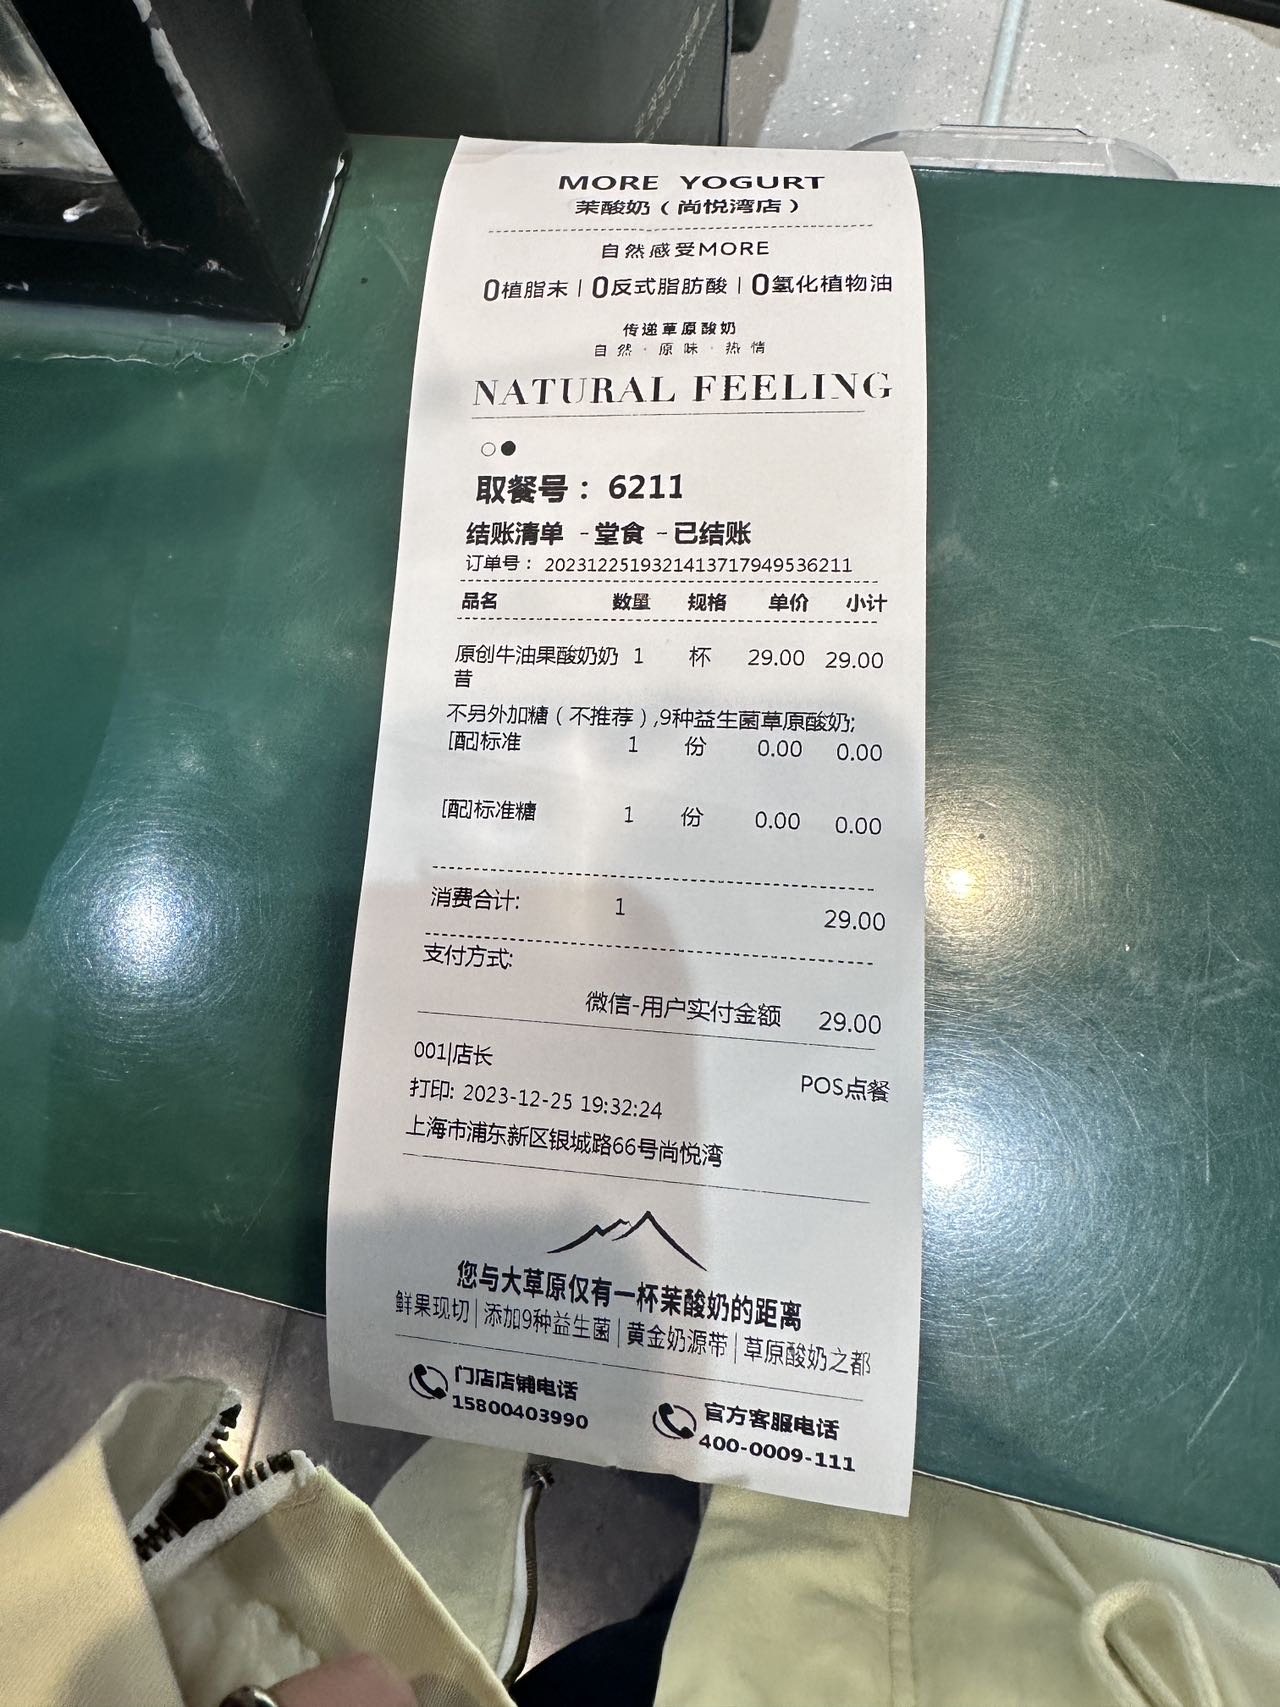 MORE YOGURT
茉酸奶（尚悦湾店）
自然感受MORE
0植脂末|0反式脂肪酸|0氢化植物油
传递草原酸奶
自然·原味·热情
NATURAL FEELING
取餐号：6211
结账清单 -堂食 -已结账
订单号：20231225193214137179495​36211
品名 数量 规格 单价 小计
原创牛油果酸奶奶 1 杯 29.00 29.00
昔
不另外加糖（不推荐）,9种益生菌草原酸奶;
[配]标准 1 份 0.00 0.00
[配]标准糖 1 份 0.00 0.00
消费合计: 1 29.00
支付方式:
微信-用户实付金额 29.00
001|店长
POS点餐
打印: 2023-12-25 19:32:24
上海市浦东新区银城路66号尚悦湾
您与大草原仅有一杯茉酸奶的距离
鲜果现切|添加9种益生菌|黄金奶源带|草原酸奶之都
门店店铺电话
15800403990
官方客服电话
400-0009-111